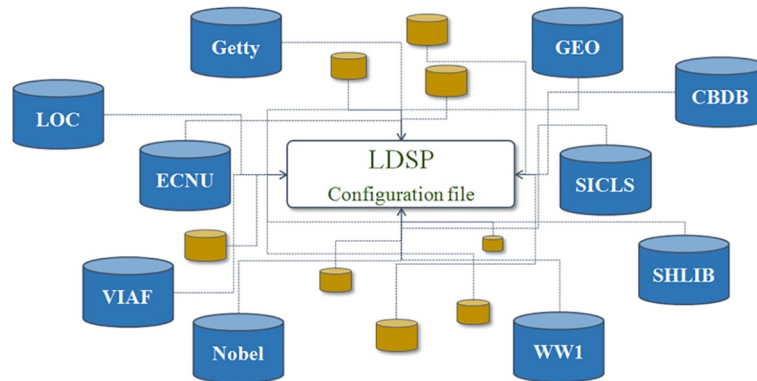 Getty
GEO
CBDB
LOC
LDSP
Configuration file
ECNU
SICLS
VIAF
SHLIB
Nobel
WW1